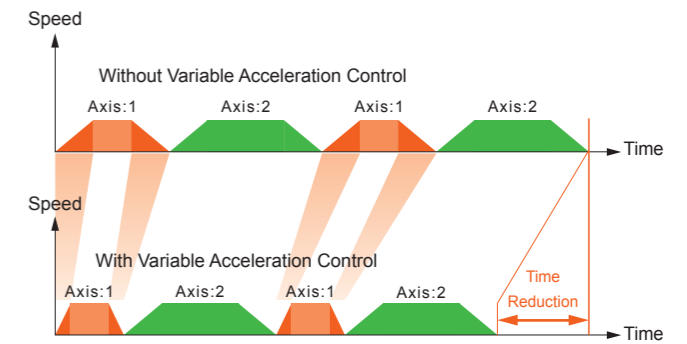 Speed
Without Variable Acceleration Control
Axis:1 Axis:2 Axis:1 Axis:2
Time
Speed
With Variable Acceleration Control
Axis:1 Axis:2 Axis:1 Axis:2
Time
Reduction
Time